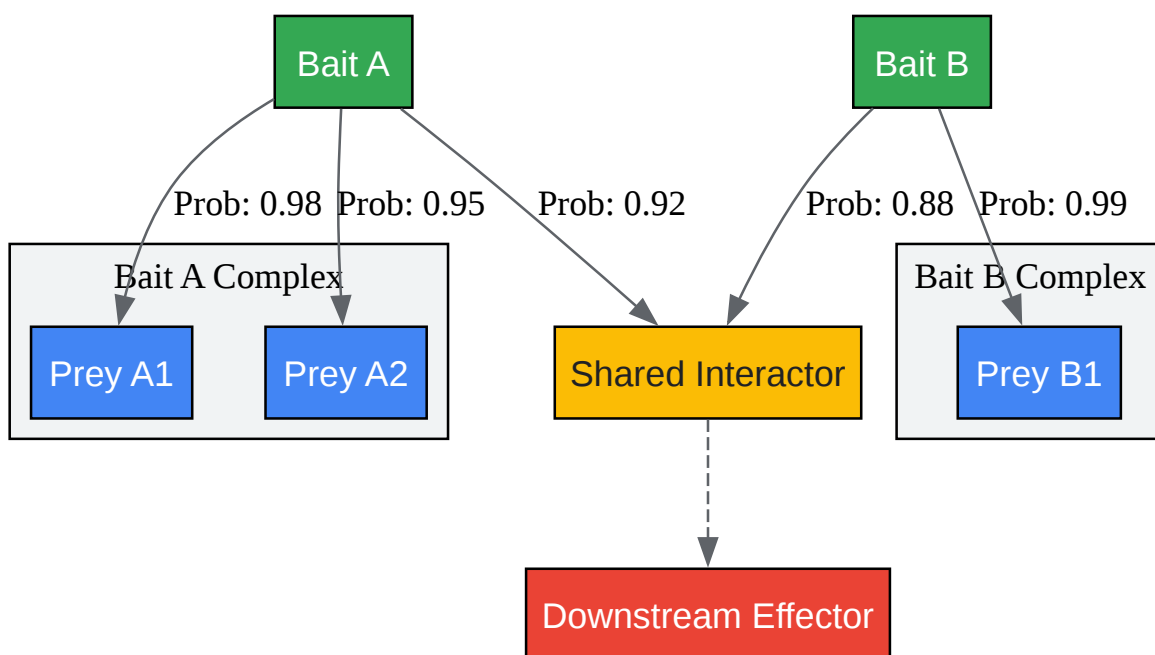 Bait A
Bait B
Prob: 0.98
Prob: 0.95
Prob: 0.92
Prob: 0.88
Prob: 0.99
Bait A Complex
Bait B Complex
Prey A1
Prey A2
Shared Interactor
Prey B1
Downstream Effector